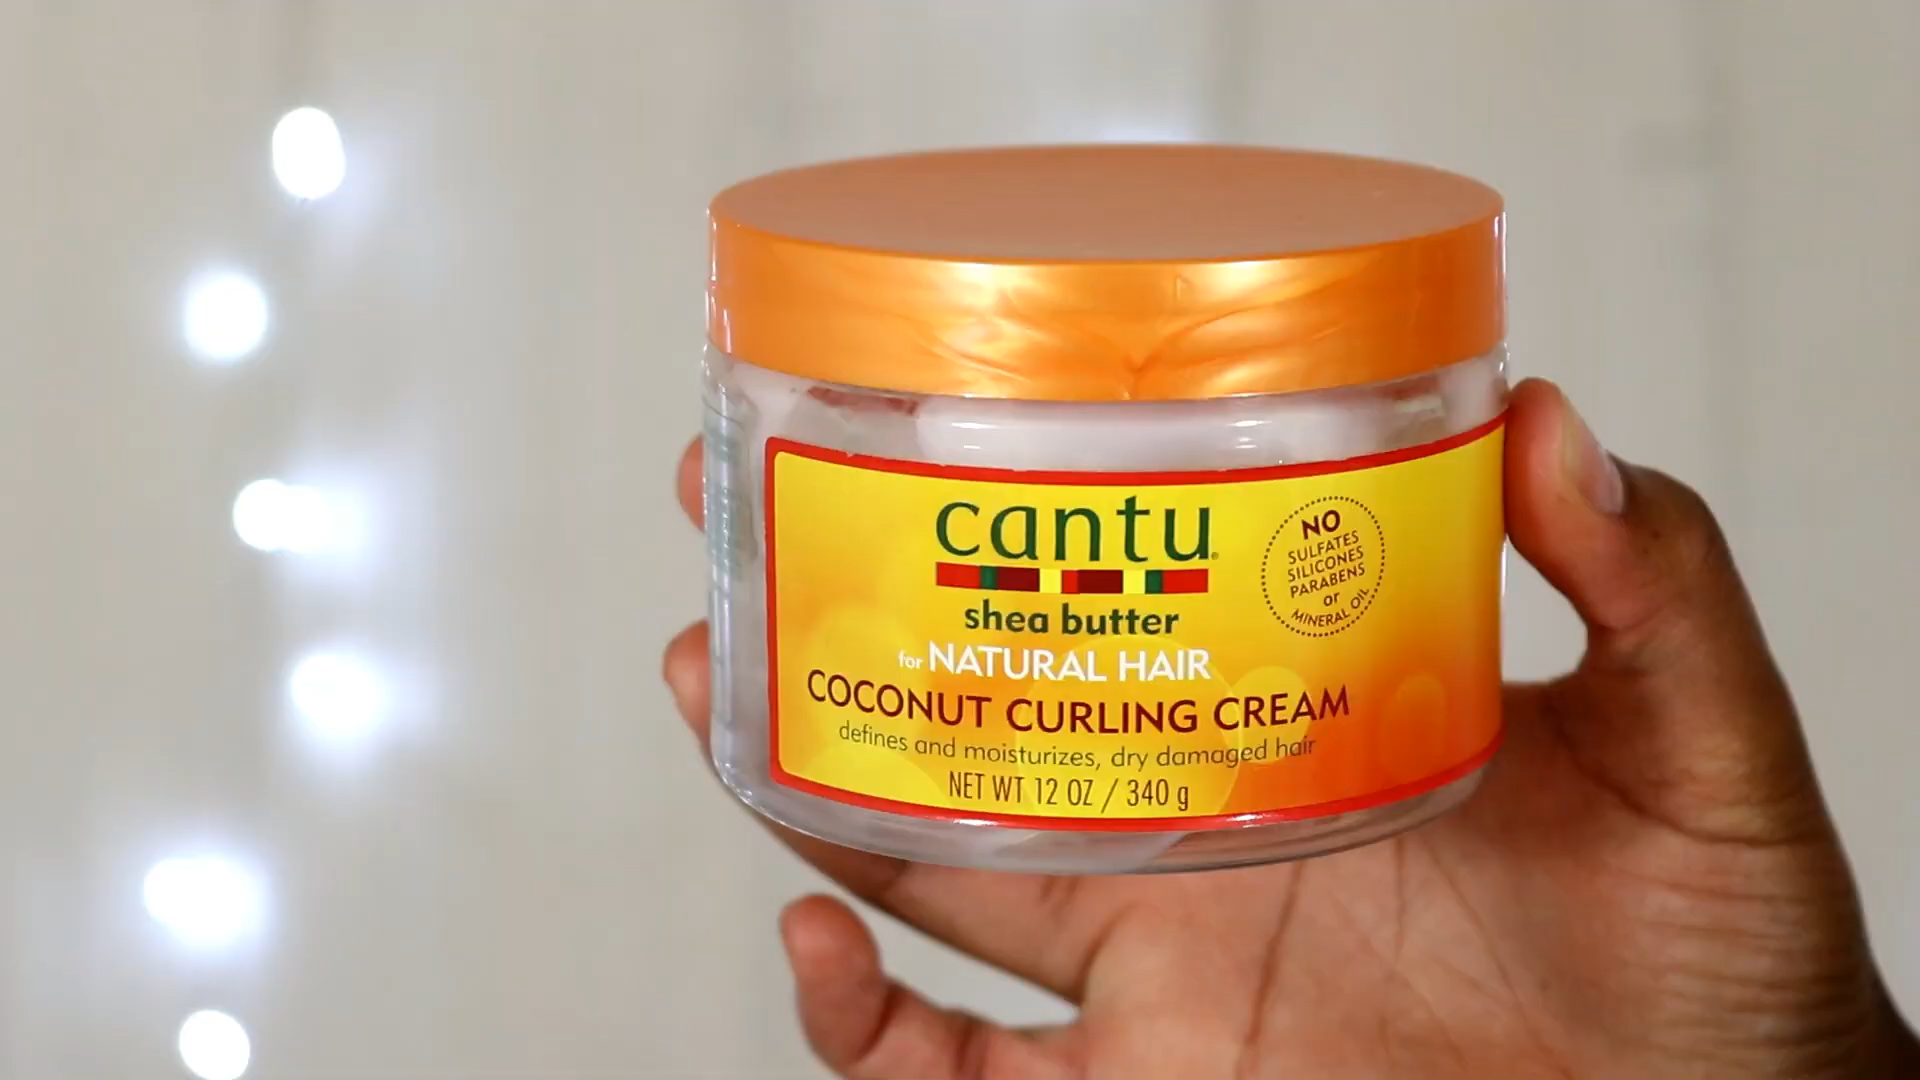 cantu®
shea butter
for NATURAL HAIR
COCONUT CURLING CREAM
defines and moisturizes, dry damaged hair
NET WT 12 OZ / 340 g
NO
SULFATES
SILICONES
PARABENS
or
MINERAL OIL